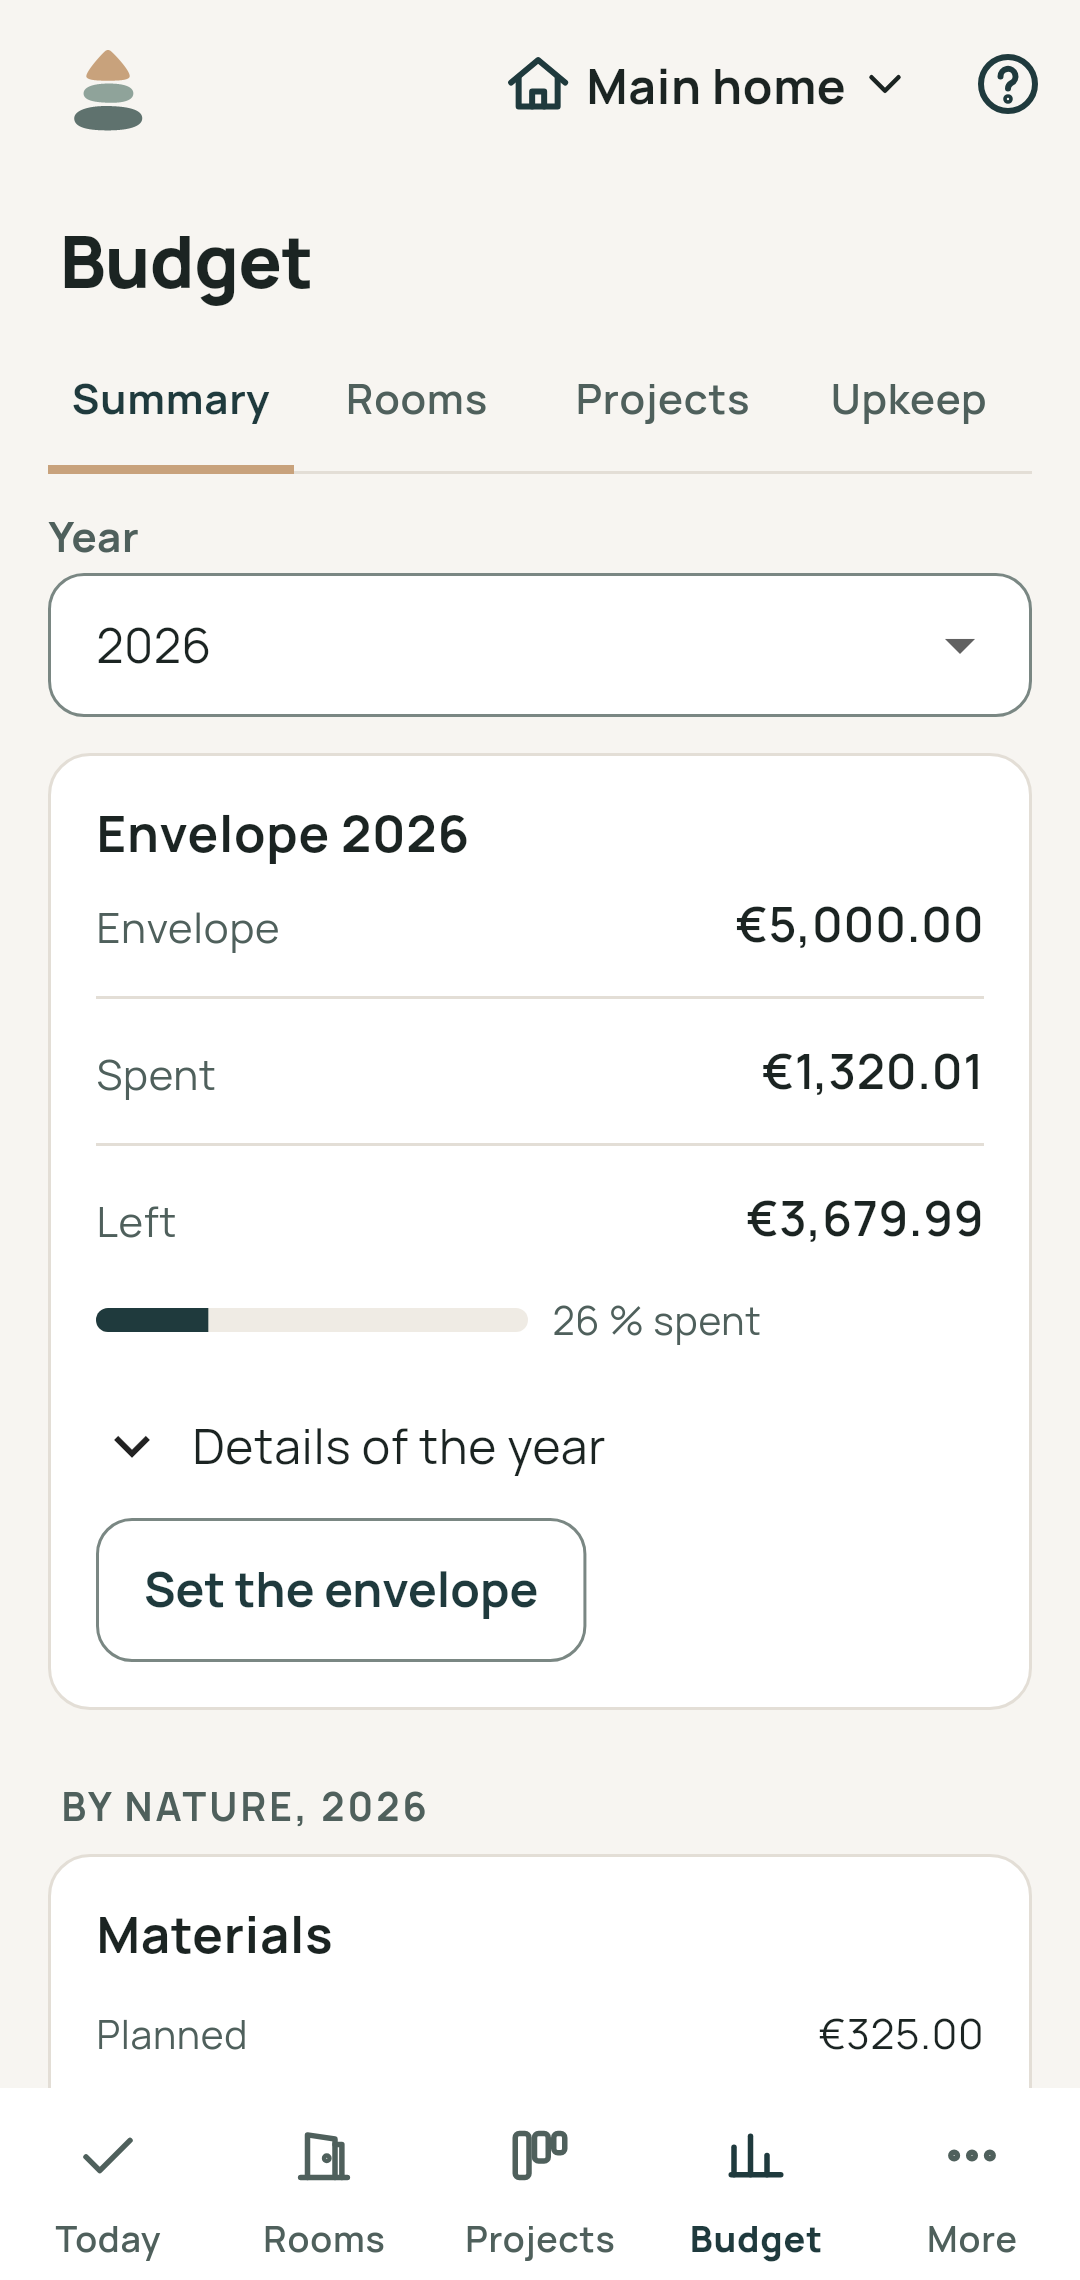 Main home
Budget
Summary Rooms Projects Upkeep
Year
2026
Envelope 2026
Envelope €5,000.00
Spent €1,320.01
Left €3,679.99
26 % spent
Details of the year
Set the envelope
BY NATURE, 2026
Materials
Planned €325.00
Today Rooms Projects Budget More